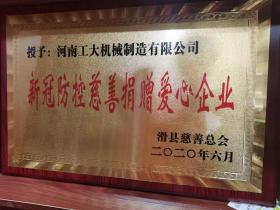 授予：河南工大机械制造有限公司
新冠防控慈善捐赠爱心企业
滑县慈善总会
二〇二〇年六月